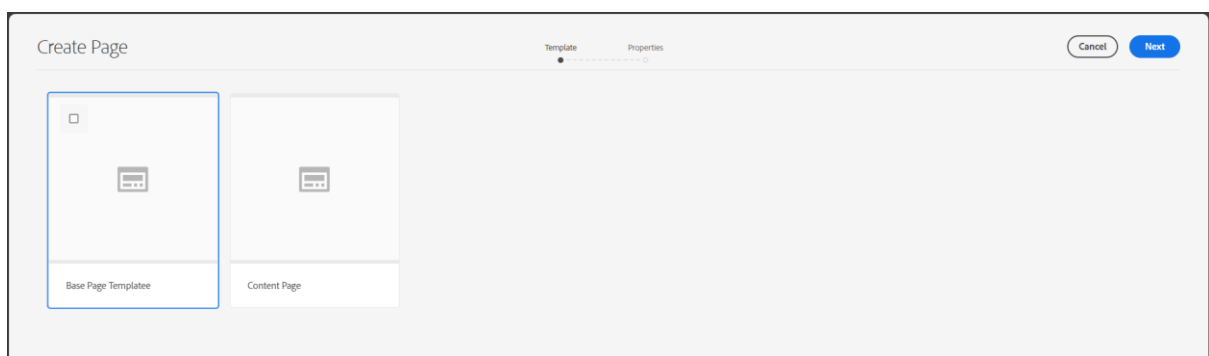 Create Page
Template Properties
Cancel Next
Base Page Templatee
Content Page